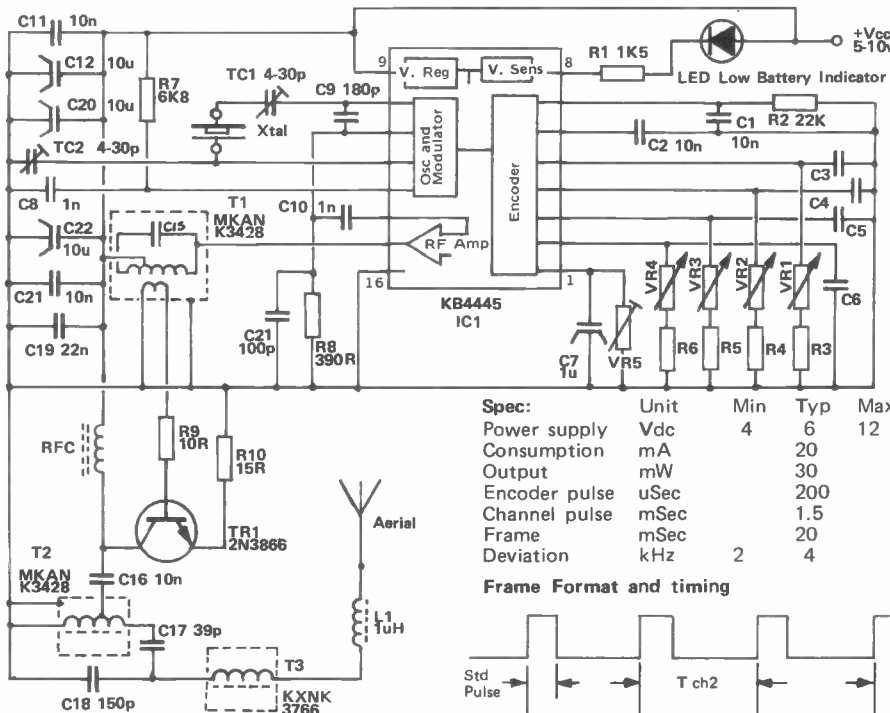 C11 10n
C12 10u
C20 10u
TC2 4-30p
C8 1n
C22 10u
C21 10n
C19 22n
R7 6K8
TC1 4-30p
C9 180p
Xtal
T1
MKAN
K3428
C15
C10 1n
C21
100p
R8
390R
9
8
16
1
V. Reg
V. Sens
Osc and
Modulator
Encoder
RF Amp
KB4445
IC1
R1 1K5
+Vcc
5-10v
LED Low Battery Indicator
R2 22K
C1
10n
C2 10n
C3
C4
C5
C6
VR4
VR3
VR2
VR1
R6
R5
R4
R3
C7
1u
VR5
RFC
R9
10R
R10
15R
TR1
2N3866
T2
MKAN
K3428
C16 10n
C17 39p
C18 150p
T3
KXNK
3766
L1
1uH
Aerial
Spec: Unit Min Typ Max
Power supply Vdc 4 6 12
Consumption mA 20
Output mW 30
Encoder pulse uSec 200
Channel pulse mSec 1.5
Frame mSec 20
Deviation kHz 2 4
Frame Format and timing
Std
Pulse
T ch2